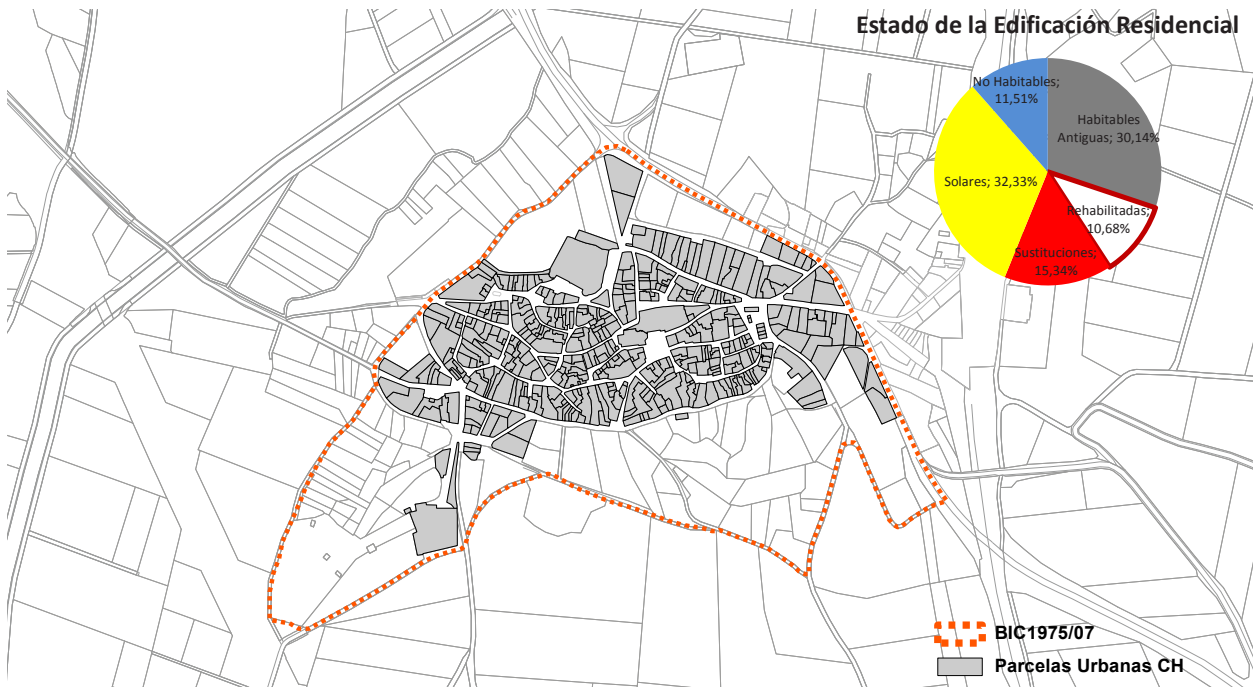 Estado de la Edificación Residencial
No Habitables;
11,51%
Habitables
Antiguas; 30,14%
Solares; 32,33%
Rehabilitadas;
10,68%
Sustituciones;
15,34%
BIC1975/07
Parcelas Urbanas CH